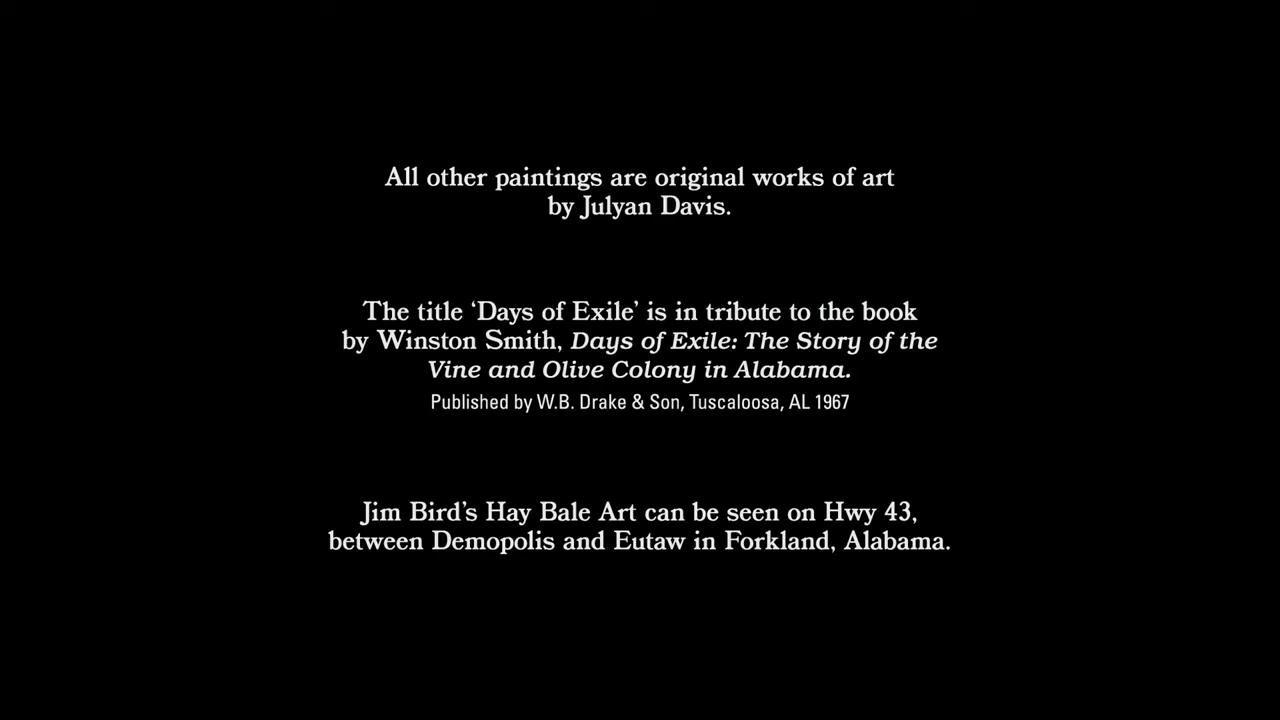 All other paintings are original works of art
by Julyan Davis.
The title ‘Days of Exile’ is in tribute to the book
by Winston Smith, Days of Exile: The Story of the
Vine and Olive Colony in Alabama.
Published by W.B. Drake & Son, Tuscaloosa, AL 1967
Jim Bird’s Hay Bale Art can be seen on Hwy 43,
between Demopolis and Eutaw in Forkland, Alabama.